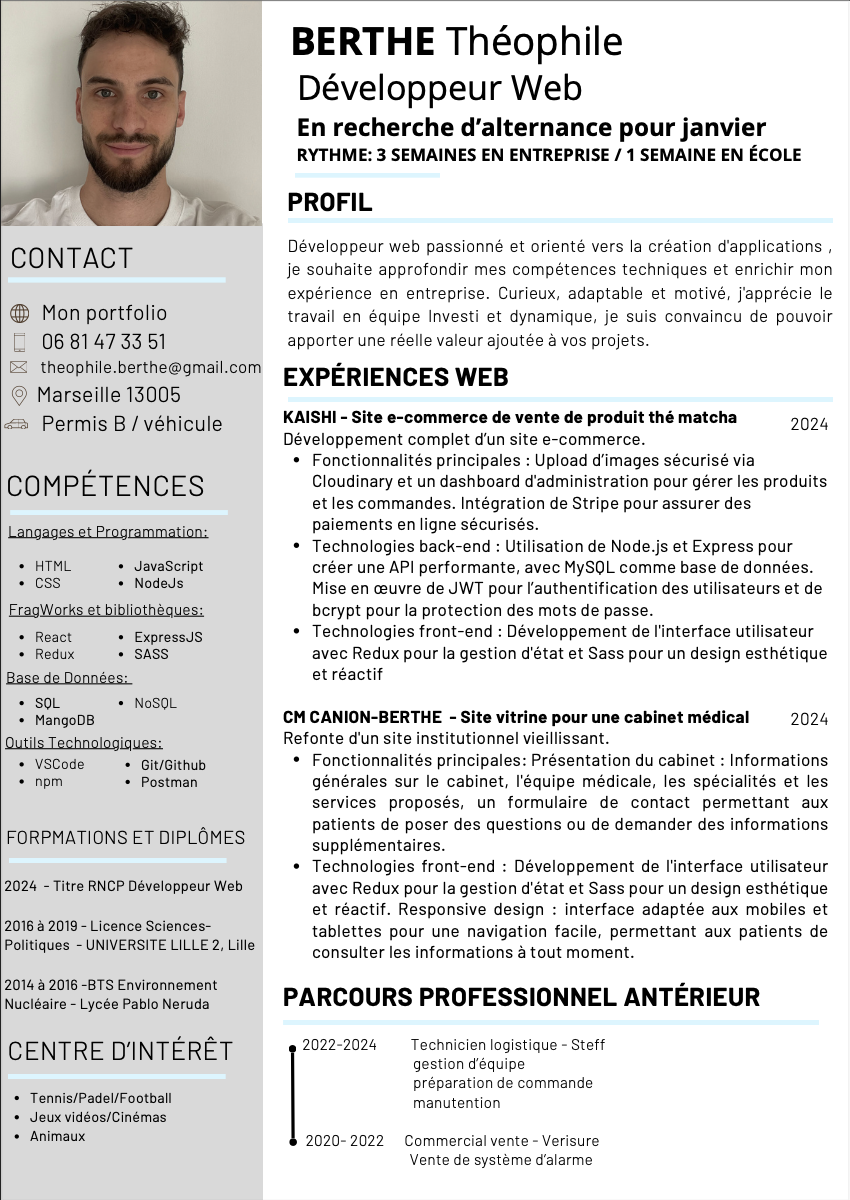 BERTHE Théophile
Développeur Web
En recherche d'alternance pour janvier
RYTHME: 3 SEMAINES EN ENTREPRISE / 1 SEMAINE EN ÉCOLE
CONTACT
Mon portfolio
06 81 47 33 51
theophile.berthe@gmail.com
Marseille 13005
Permis B / véhicule
COMPÉTENCES
Langages et Programmation:
HTML
CSS
JavaScript
NodeJs
FragWorks et bibliothèques:
React
Redux
ExpressJS
SASS
Base de Données:
SQL
MangoDB
NoSQL
Outils Technologiques:
VSCode
npm
Git/Github
Postman
FORPMATIONS ET DIPLÔMES
2024 - Titre RNCP Développeur Web
2016 à 2019 - Licence Sciences-
Politiques - UNIVERSITE LILLE 2, Lille
2014 à 2016 -BTS Environnement
Nucléaire - Lycée Pablo Neruda
CENTRE D'INTÉRÊT
Tennis/Padel/Football
Jeux vidéos/Cinémas
Animaux
PROFIL
Développeur web passionné et orienté vers la création d'applications ,
je souhaite approfondir mes compétences techniques et enrichir mon
expérience en entreprise. Curieux, adaptable et motivé, j'apprécie le
travail en équipe Investi et dynamique, je suis convaincu de pouvoir
apporter une réelle valeur ajoutée à vos projets.
EXPÉRIENCES WEB
KAISHI - Site e-commerce de vente de produit thé matcha
2024
Développement complet d'un site e-commerce.
Fonctionnalités principales : Upload d'images sécurisé via
Cloudinary et un dashboard d'administration pour gérer les produits
et les commandes. Intégration de Stripe pour assurer des
paiements en ligne sécurisés.
Technologies back-end : Utilisation de Node.js et Express pour
créer une API performante, avec MySQL comme base de données.
Mise en œuvre de JWT pour l'authentification des utilisateurs et de
bcrypt pour la protection des mots de passe.
Technologies front-end : Développement de l'interface utilisateur
avec Redux pour la gestion d'état et Sass pour un design esthétique
et réactif
CM CANION-BERTHE - Site vitrine pour une cabinet médical
2024
Refonte d'un site institutionnel vieillissant.
Fonctionnalités principales: Présentation du cabinet : Informations
générales sur le cabinet, l'équipe médicale, les spécialités et les
services proposés, un formulaire de contact permettant aux
patients de poser des questions ou de demander des informations
supplémentaires.
Technologies front-end : Développement de l'interface utilisateur
avec Redux pour la gestion d'état et Sass pour un design esthétique
et réactif. Responsive design : interface adaptée aux mobiles et
tablettes pour une navigation facile, permettant aux patients de
consulter les informations à tout moment.
PARCOURS PROFESSIONNEL ANTÉRIEUR
2022-2024 Technicien logistique - Steff
gestion d'équipe
préparation de commande
manutention
2020- 2022 Commercial vente - Verisure
Vente de système d'alarme